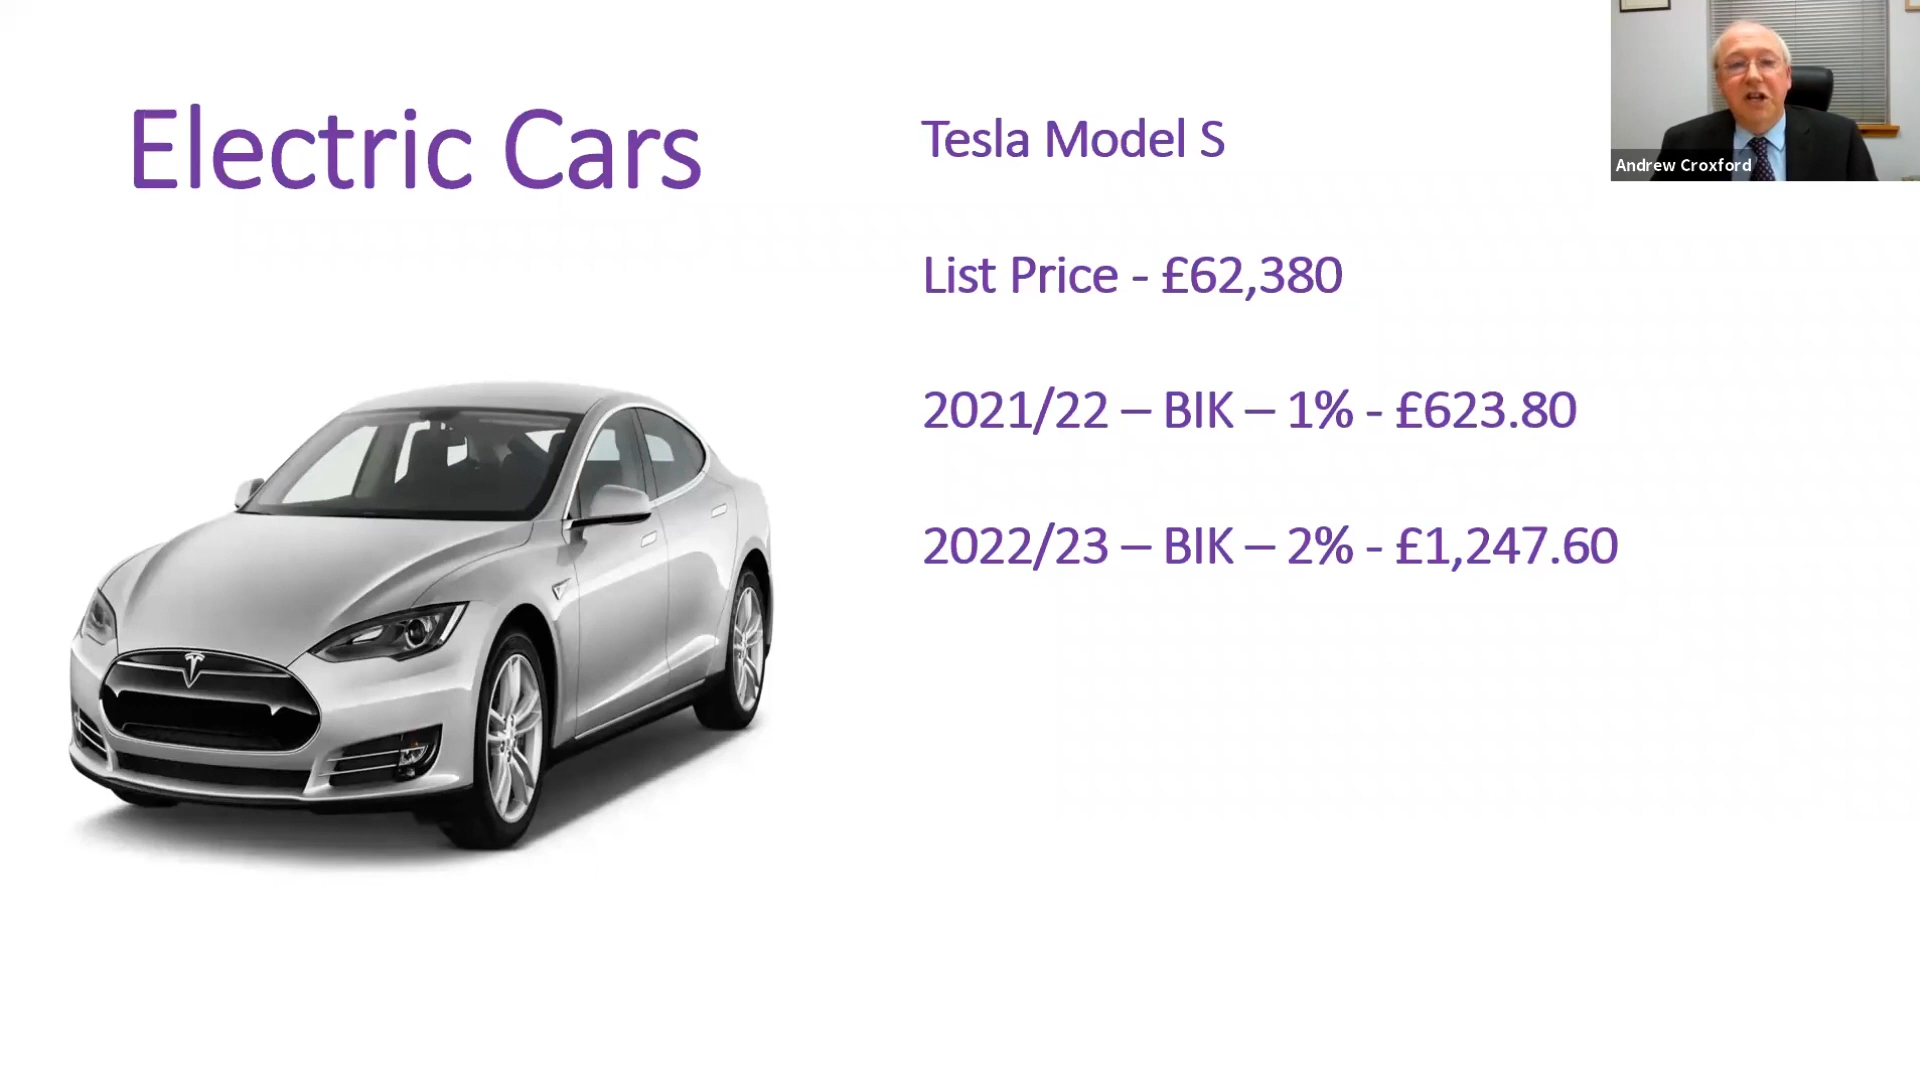 Electric Cars
Tesla Model S
List Price - £62,380
2021/22 – BIK – 1% - £623.80
2022/23 – BIK – 2% - £1,247.60
Andrew Croxford